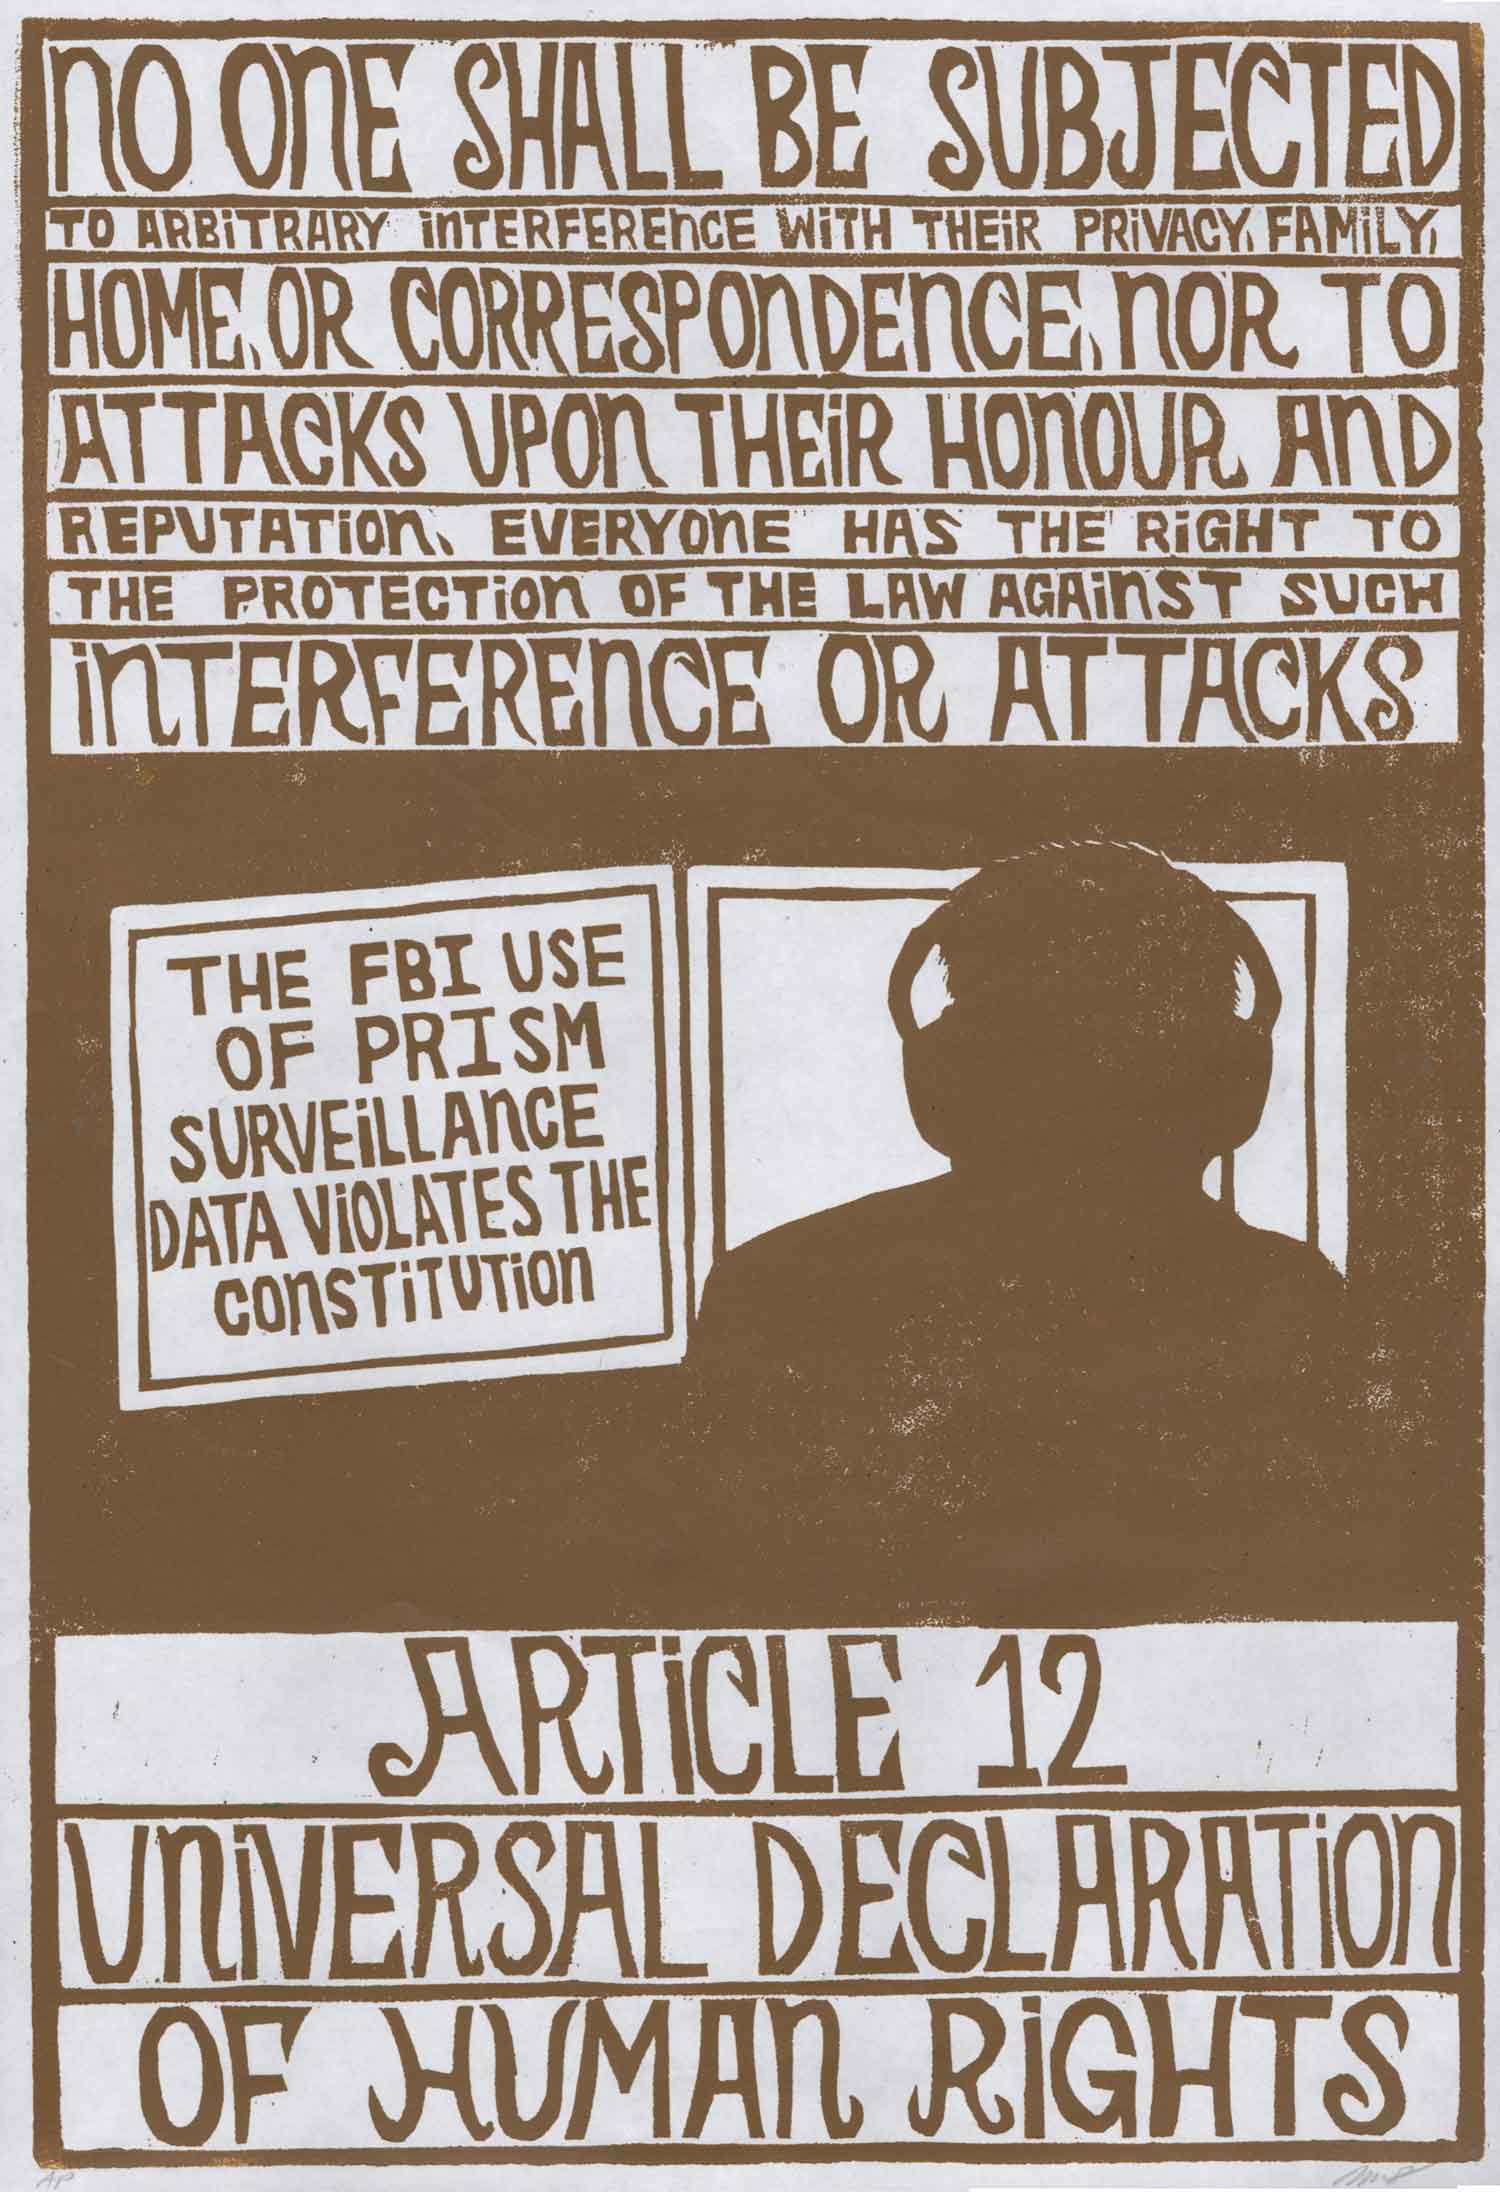 NO ONE SHALL BE SUBJECTED
TO ARBiTRARY iNTERFERENCE WiTH THEiR PRiVACY, FAMiLY,
HOME, OR CORRESPONDENCE, NOR TO
ATTACKS UPON THEiR HONOUR AND
REPUTATiON, EVERYONE HAS THE RiGHT TO
THE PROTECTiON OF THE LAW AGAiNST SUCH
iNTERFERENCE OR ATTACKS
THE FBI USE
OF PRISM
SURVEiLLANCE
DATA ViOLATES THE
CONSTiTUTiON
ARTiCLE 12
UNiVERSAL DECLARATiON
OF HUMAN RiGHTS
AP